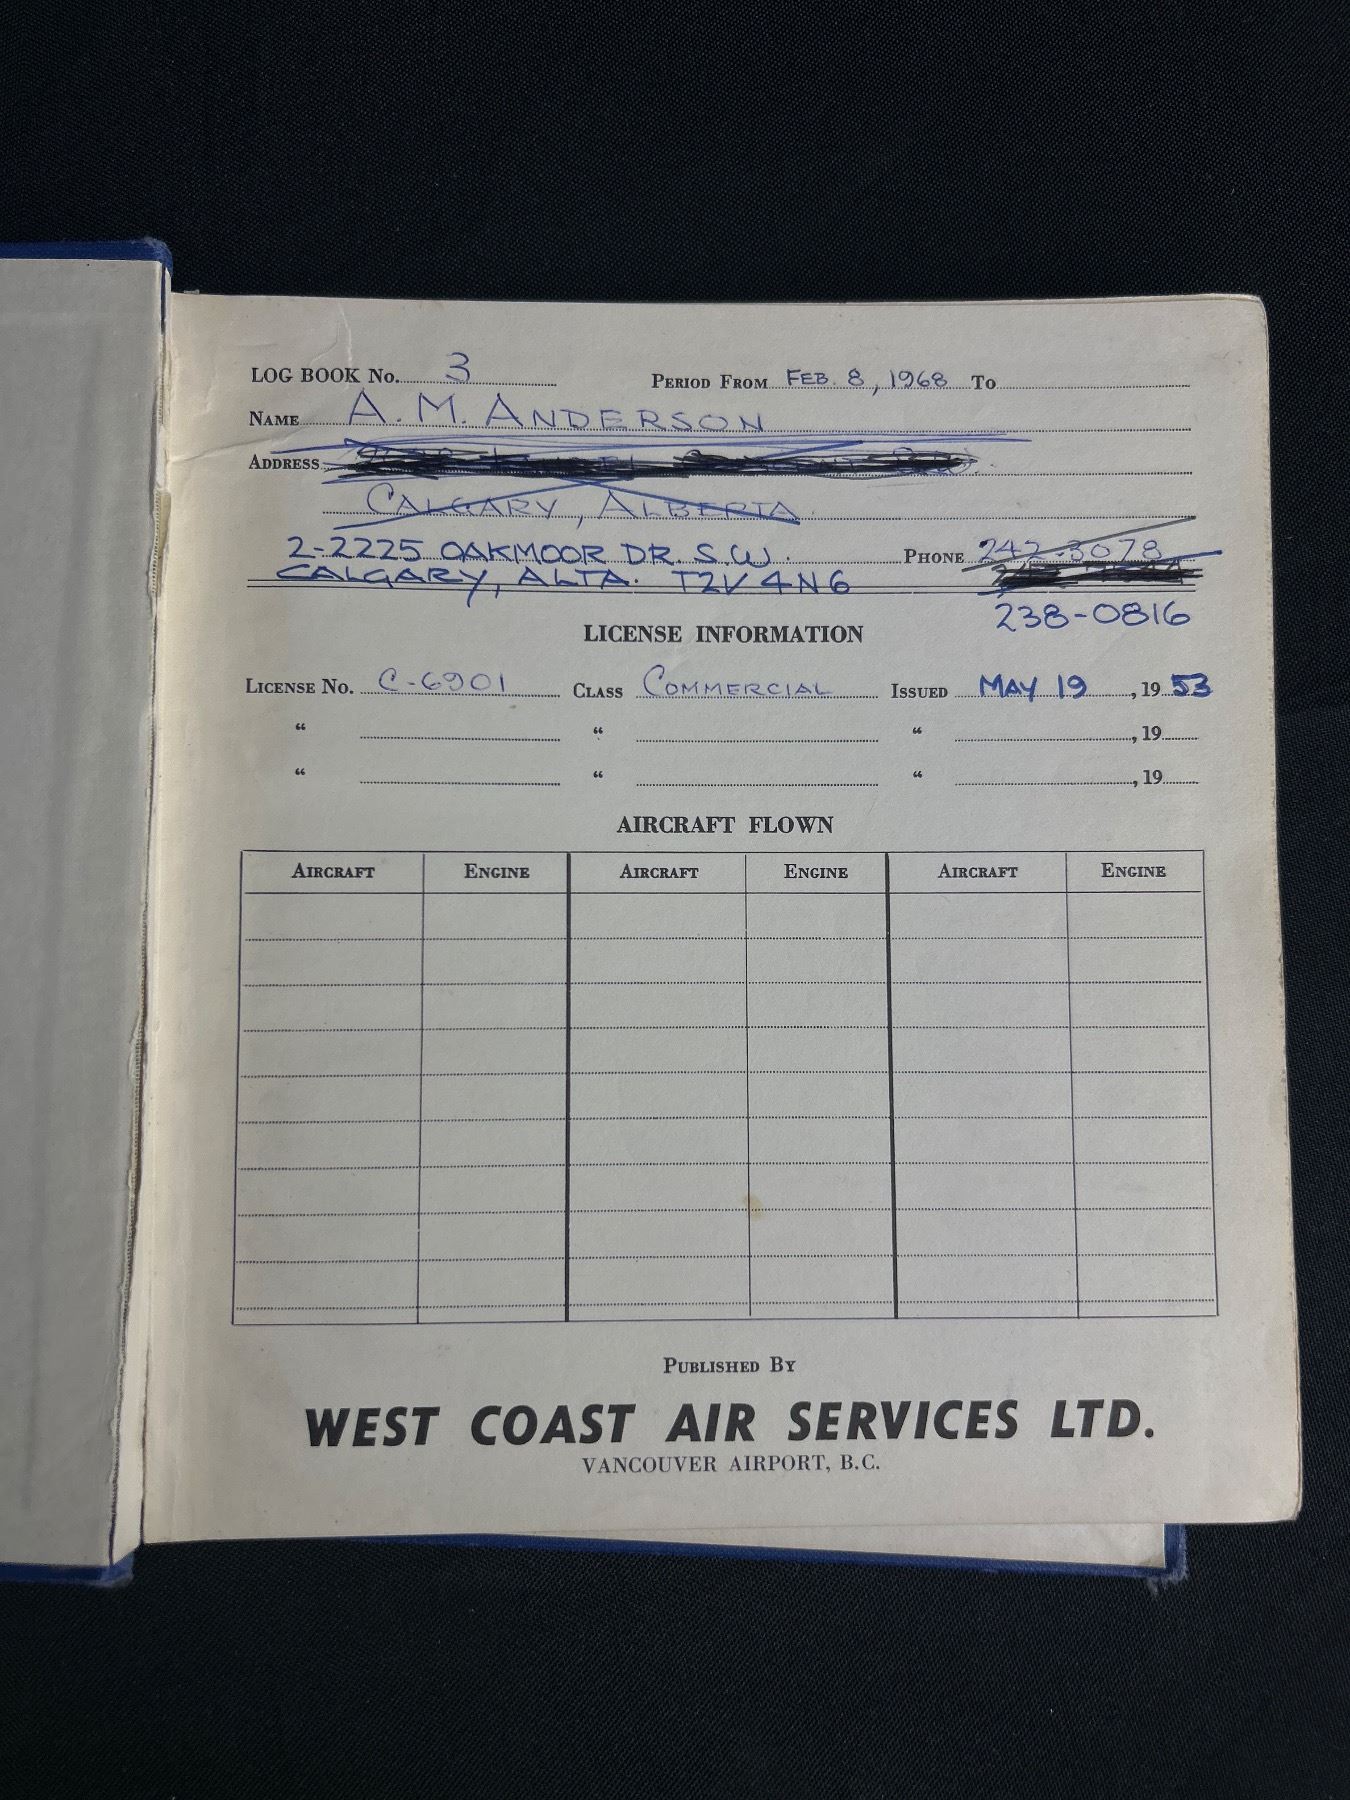 LOG BOOK No. 3 PERIOD FROM FEB. 8, 1968 To
NAME A. M. ANDERSON
ADDRESS
CALGARY, ALBERTA
2-2225 OAKMOOR DR. S.W. PHONE 242-3078
CALGARY, ALTA. T2V 4N6
238-0816
LICENSE INFORMATION
LICENSE No. C-6901 CLASS COMMERCIAL ISSUED MAY 19, 19 53
" " " , 19
" " " , 19
AIRCRAFT FLOWN
AIRCRAFT ENGINE AIRCRAFT ENGINE AIRCRAFT ENGINE
PUBLISHED BY
WEST COAST AIR SERVICES LTD.
VANCOUVER AIRPORT, B.C.